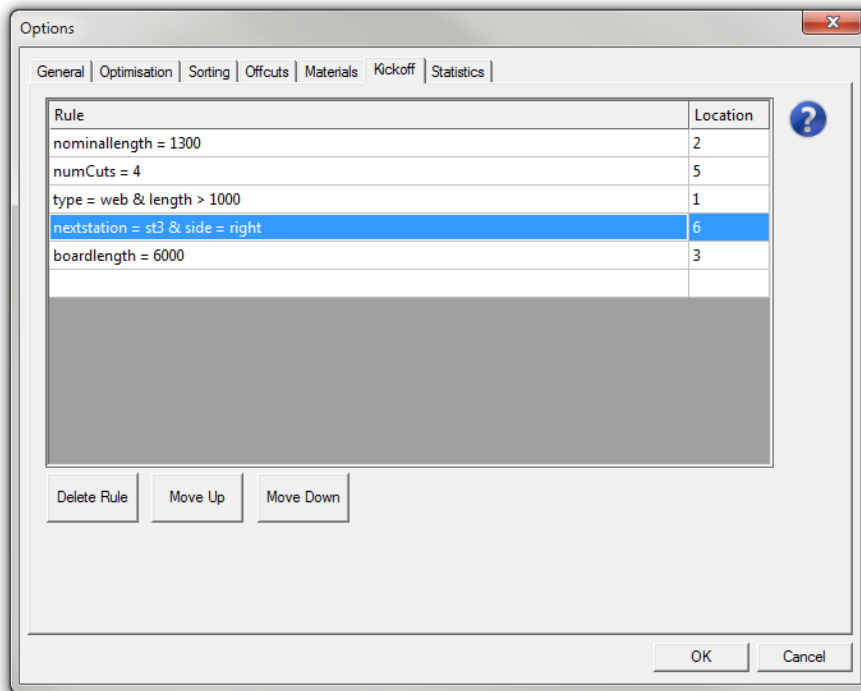 Options
X
General Optimisation Sorting Offcuts Materials Kickoff Statistics
Rule Location
?
nominallength = 1300 2
numCuts = 4 5
type = web & length > 1000 1
nextstation = st3 & side = right 6
boardlength = 6000 3
Delete Rule Move Up Move Down
OK Cancel